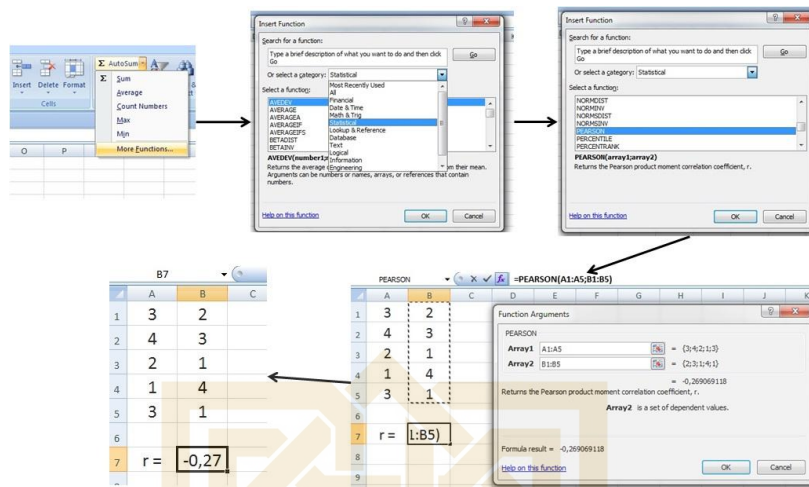 Σ AutoSum
Insert Delete Format
Cells
Σ Sum
Average
Count Numbers
Max
Min
More Functions...
O P
Insert Function
Search for a function:
Type a brief description of what you want to do and then click
Go
Go
Or select a category: Statistical
Most Recently Used
All
Financial
Date & Time
Math & Trig
Statistical
Lookup & Reference
Database
Text
Logical
Information
Engineering
Select a function:
AVEDEV
AVERAGE
AVERAGEA
AVERAGEIF
AVERAGEIFS
BETADIST
BETAINV
AVEDEV(number1;
Returns the average their mean.
Arguments can be numbers or names, arrays, or references that contain
numbers.
Help on this function
OK Cancel
Insert Function
Search for a function:
Type a brief description of what you want to do and then click
Go
Go
Or select a category: Statistical
Select a function:
NORMDIST
NORMINV
NORMSDIST
NORMSINV
PEARSON
PERCENTILE
PERCENTRANK
PEARSON(array1;array2)
Returns the Pearson product moment correlation coefficient, r.
Help on this function
OK Cancel
B7
A B C
1 3 2
2 4 3
3 2 1
4 1 4
5 3 1
6
7 r = -0,27
PEARSON =PEARSON(A1:A5;B1:B5)
A B C D E F G H I J K
1 3 2
2 4 3
3 2 1
4 1 4
5 3 1
6
7 r = 1:B5)
8
9
Function Arguments
PEARSON
Array1 A1:A5 = {3;4;2;1;3}
Array2 B1:B5 = {2;3;1;4;1}
= -0,269069118
Returns the Pearson product moment correlation coefficient, r.
Array2 is a set of dependent values.
Formula result = -0,269069118
Help on this function
OK Cancel